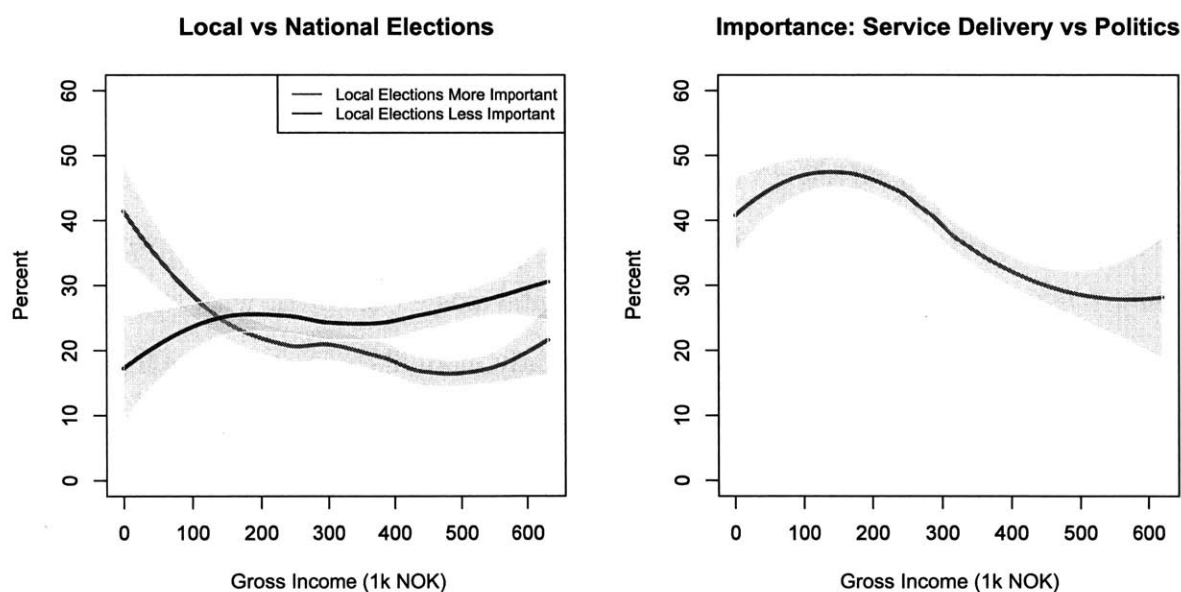 Local vs National Elections
Local Elections More Important
Local Elections Less Important
60
50
40
30
20
10
0
Percent
0 100 200 300 400 500 600
Gross Income (1k NOK)
Importance: Service Delivery vs Politics
60
50
40
30
20
10
0
Percent
0 100 200 300 400 500 600
Gross Income (1k NOK)